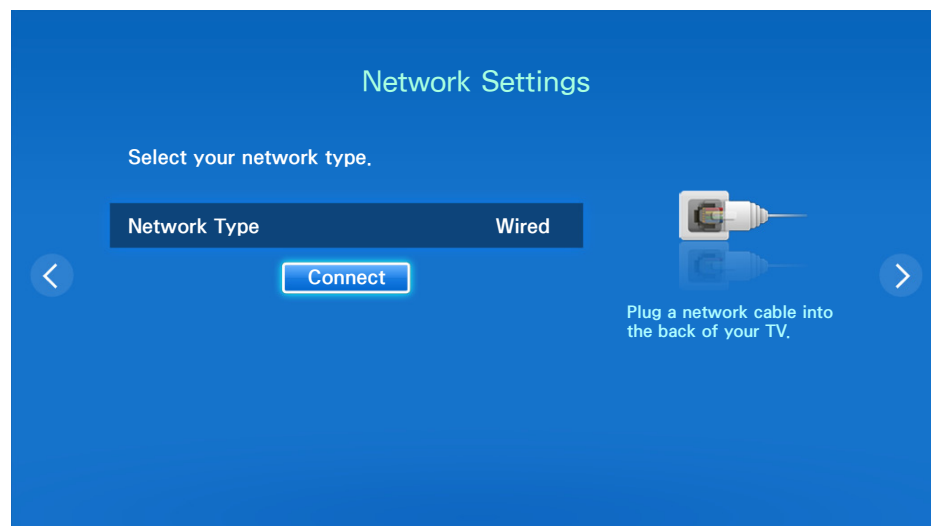 Network Settings
Select your network type.
Network Type Wired
Connect
Plug a network cable into
the back of your TV.